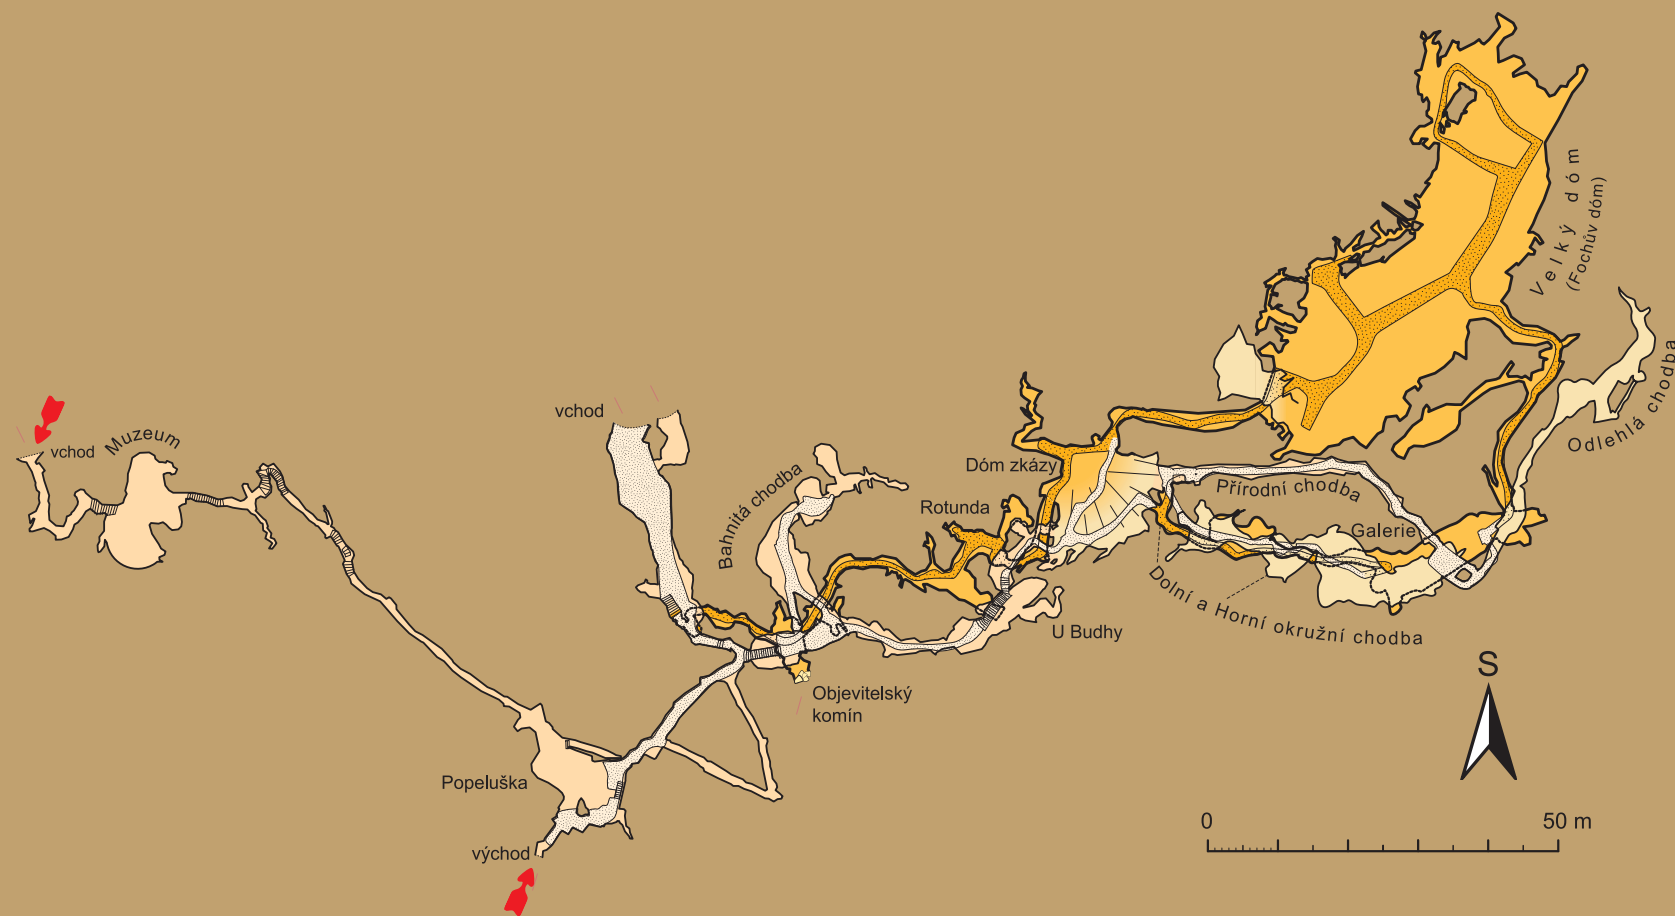 Velký dóm
(Fochův dóm)
Odlehlá chodba
vchod
Muzeum
vchod
Bahnitá chodba
Dóm zkázy
Rotunda
Přírodní chodba
Galerie
Dolní a Horní okružní chodba
U Budhy
Objevitelský
komín
Popeluška
východ
S
0
50 m